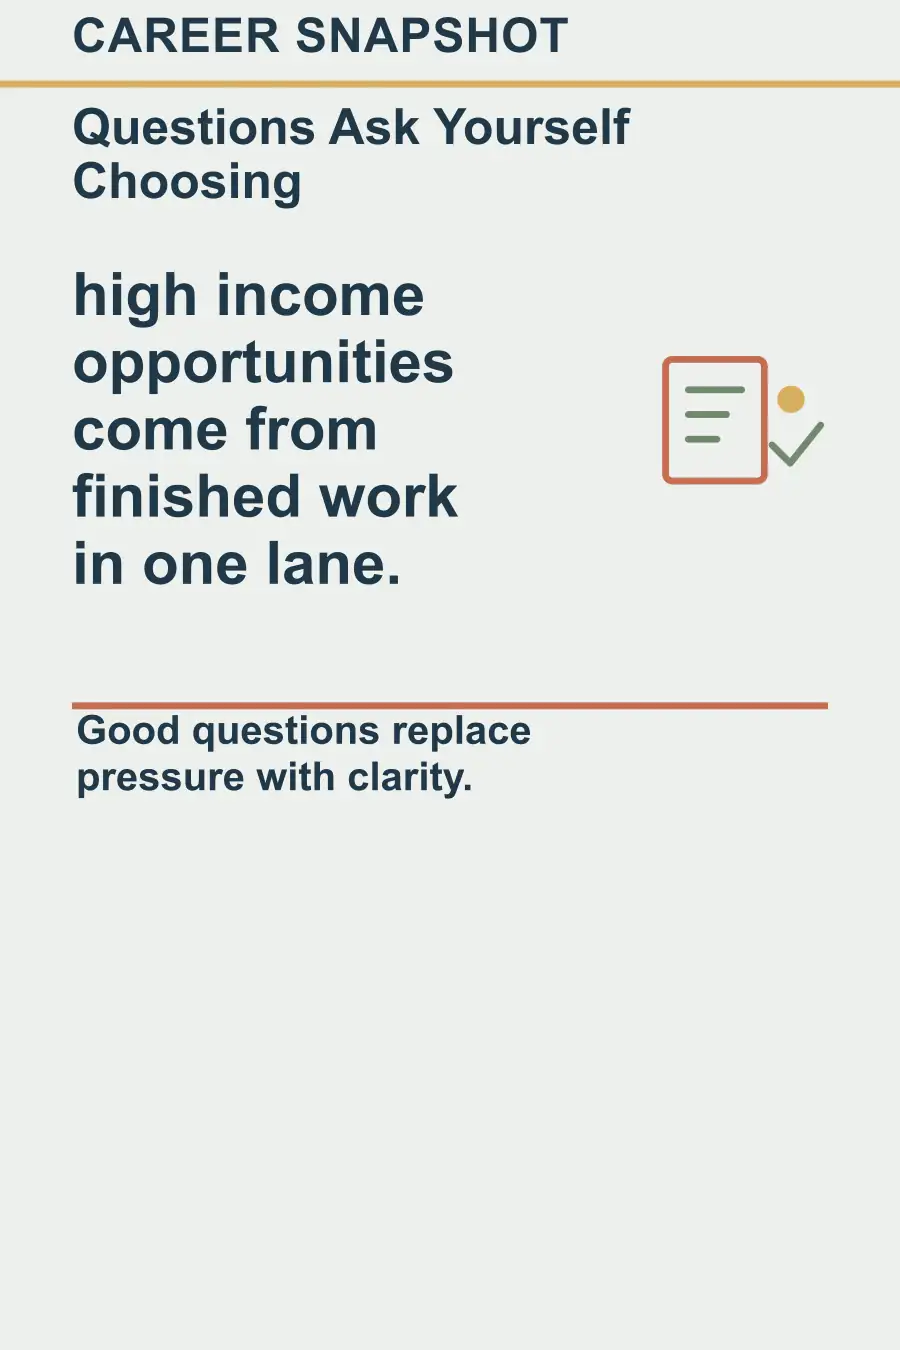 CAREER SNAPSHOT
Questions Ask Yourself
Choosing
high income
opportunities
come from
finished work
in one lane.
Good questions replace
pressure with clarity.